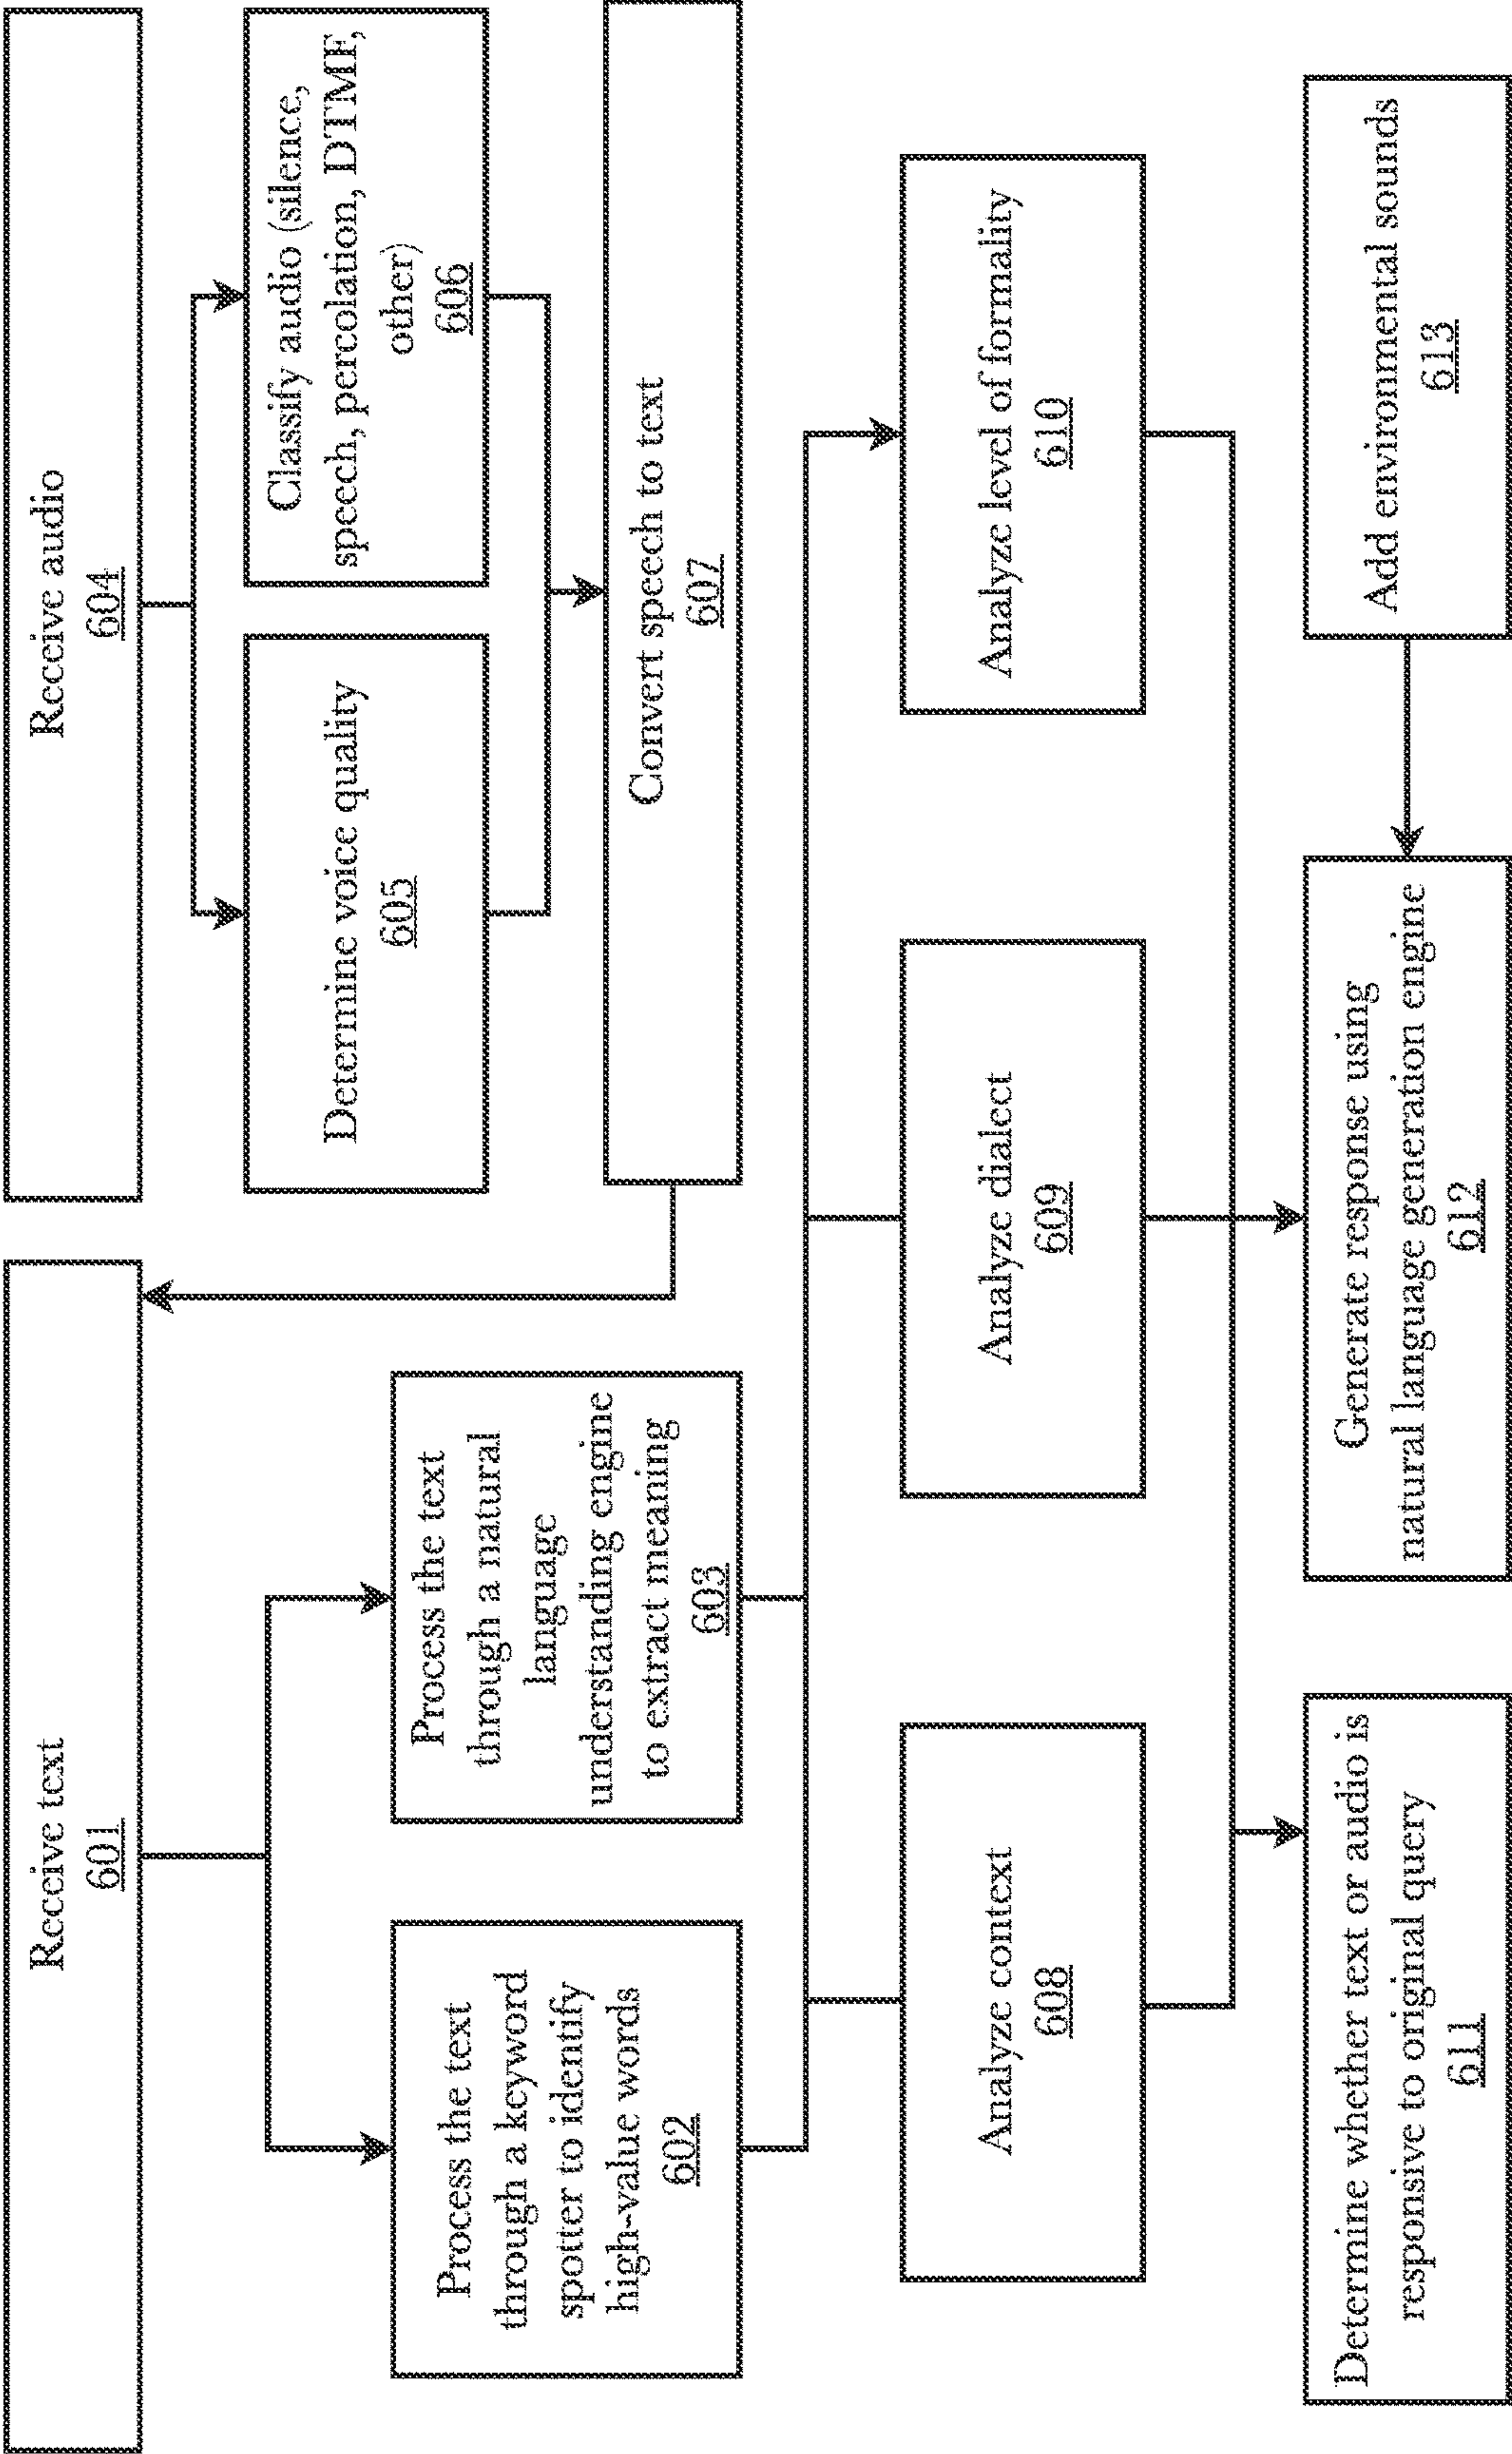 Receive text
601
Receive audio
604
Process the text
through a keyword
spotter to identify
high-value words
602
Process the text
through a natural
language
understanding engine
to extract meaning
603
Determine voice quality
605
Classify audio (silence,
speech, percolation, DTMF,
other)
606
Convert speech to text
607
Analyze context
608
Analyze dialect
609
Analyze level of formality
610
Determine whether text or audio is
responsive to original query
611
Generate response using
natural language generation engine
612
Add environmental sounds
613